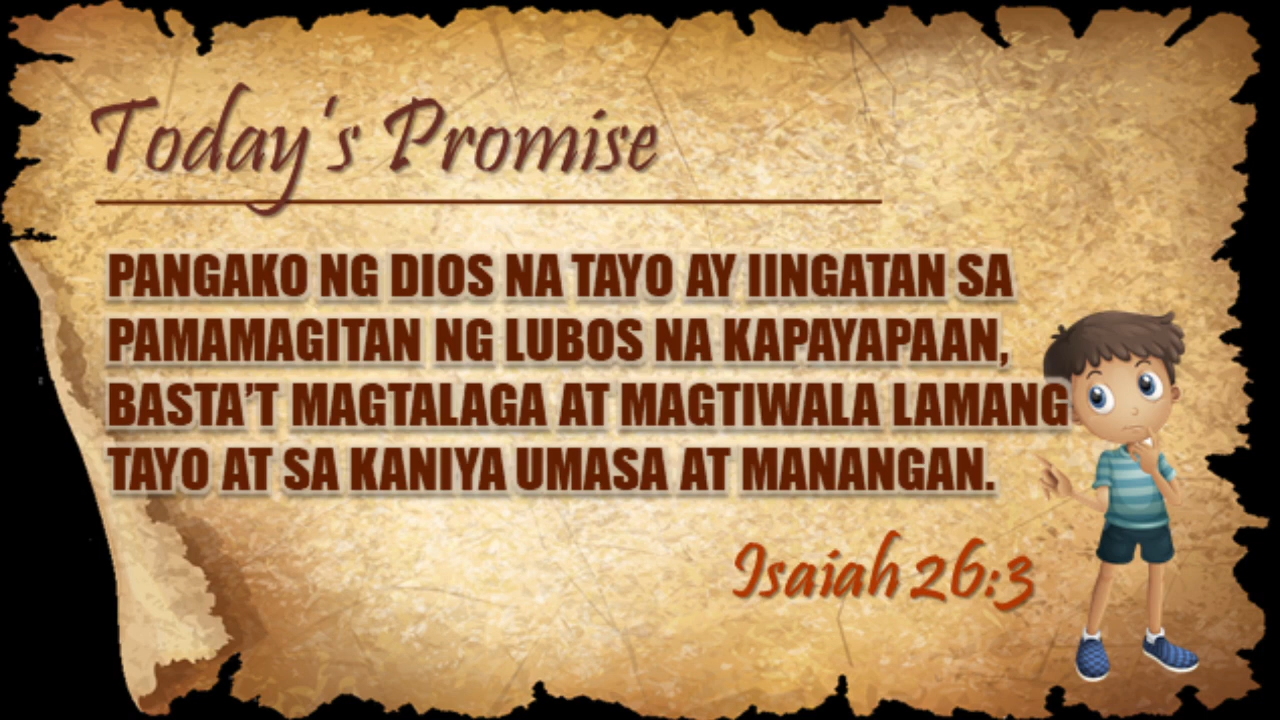 Today's Promise
PANGAKO NG DIOS NA TAYO AY IINGATAN SA
PAMAMAGITAN NG LUBOS NA KAPAYAPAAN,
BASTA’T MAGTALAGA AT MAGTIWALA LAMANG
TAYO AT SA KANIYA UMASA AT MANANGAN.
Isaiah 26:3